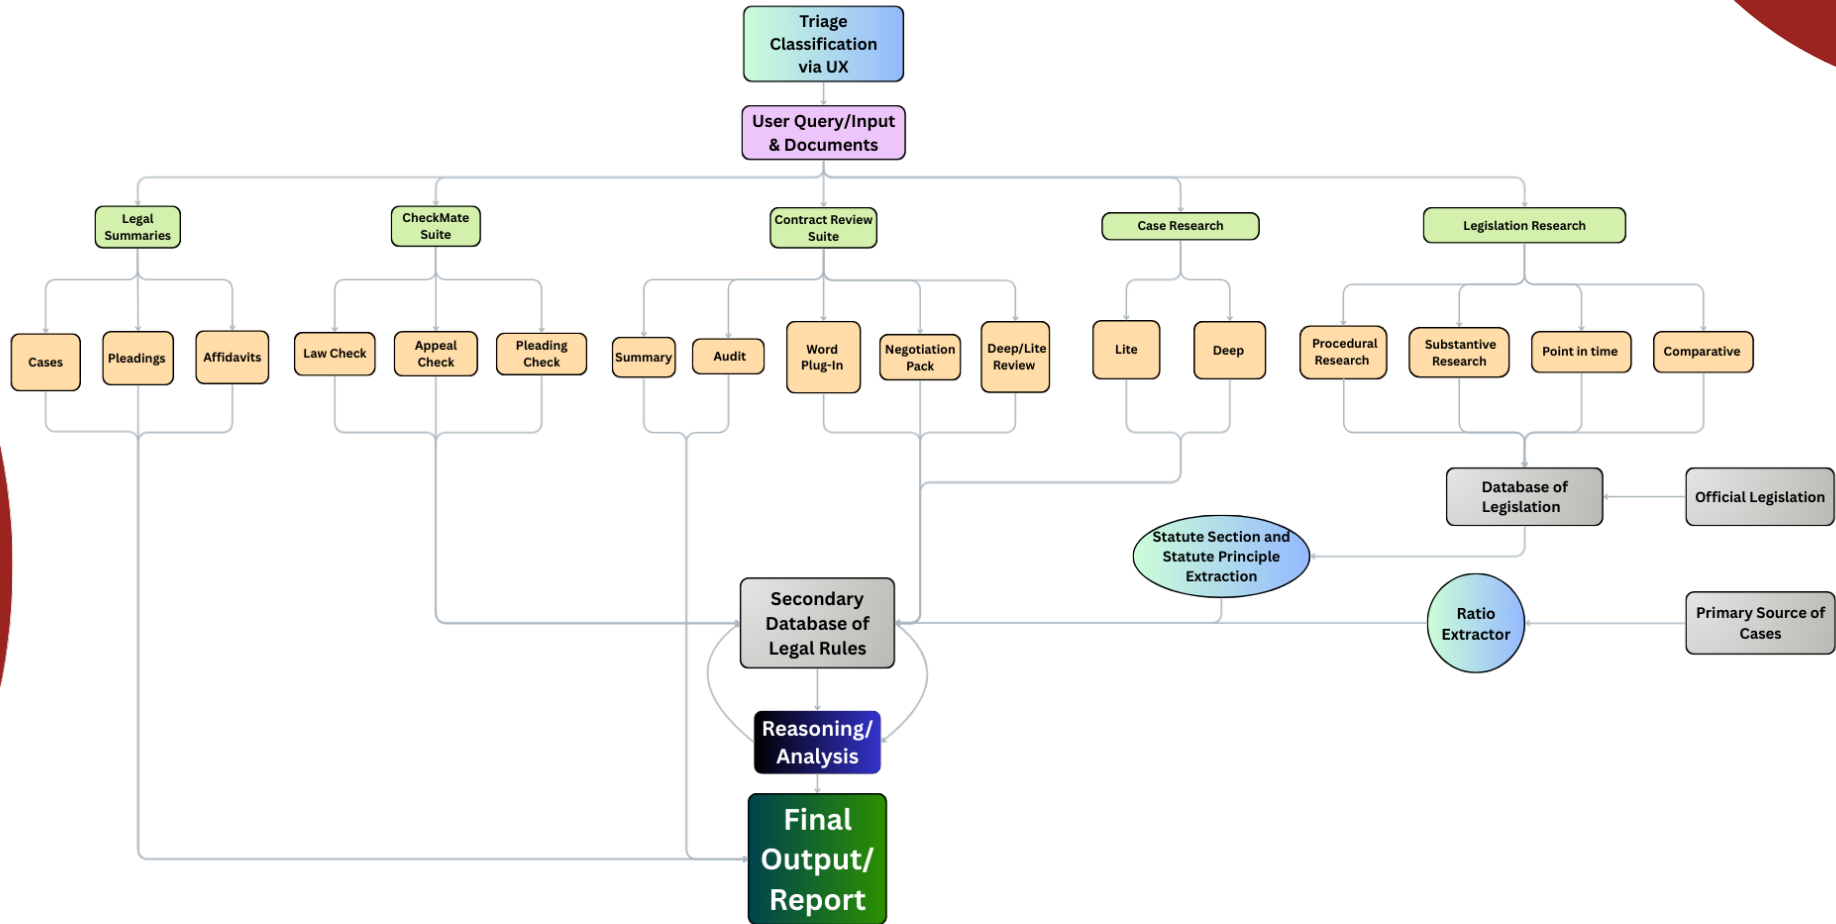 Triage
Classification
via UX
User Query/Input
& Documents
Legal
Summaries
CheckMate
Suite
Contract Review
Suite
Case Research
Legislation Research
Cases
Pleadings
Affidavits
Law Check
Appeal
Check
Pleading
Check
Summary
Audit
Word
Plug-In
Negotiation
Pack
Deep/Lite
Review
Lite
Deep
Procedural
Research
Substantive
Research
Point in time
Comparative
Database of
Legislation
Official Legislation
Statute Section and
Statute Principle
Extraction
Secondary
Database of
Legal Rules
Ratio
Extractor
Primary Source of
Cases
Reasoning/
Analysis
Final
Output/
Report